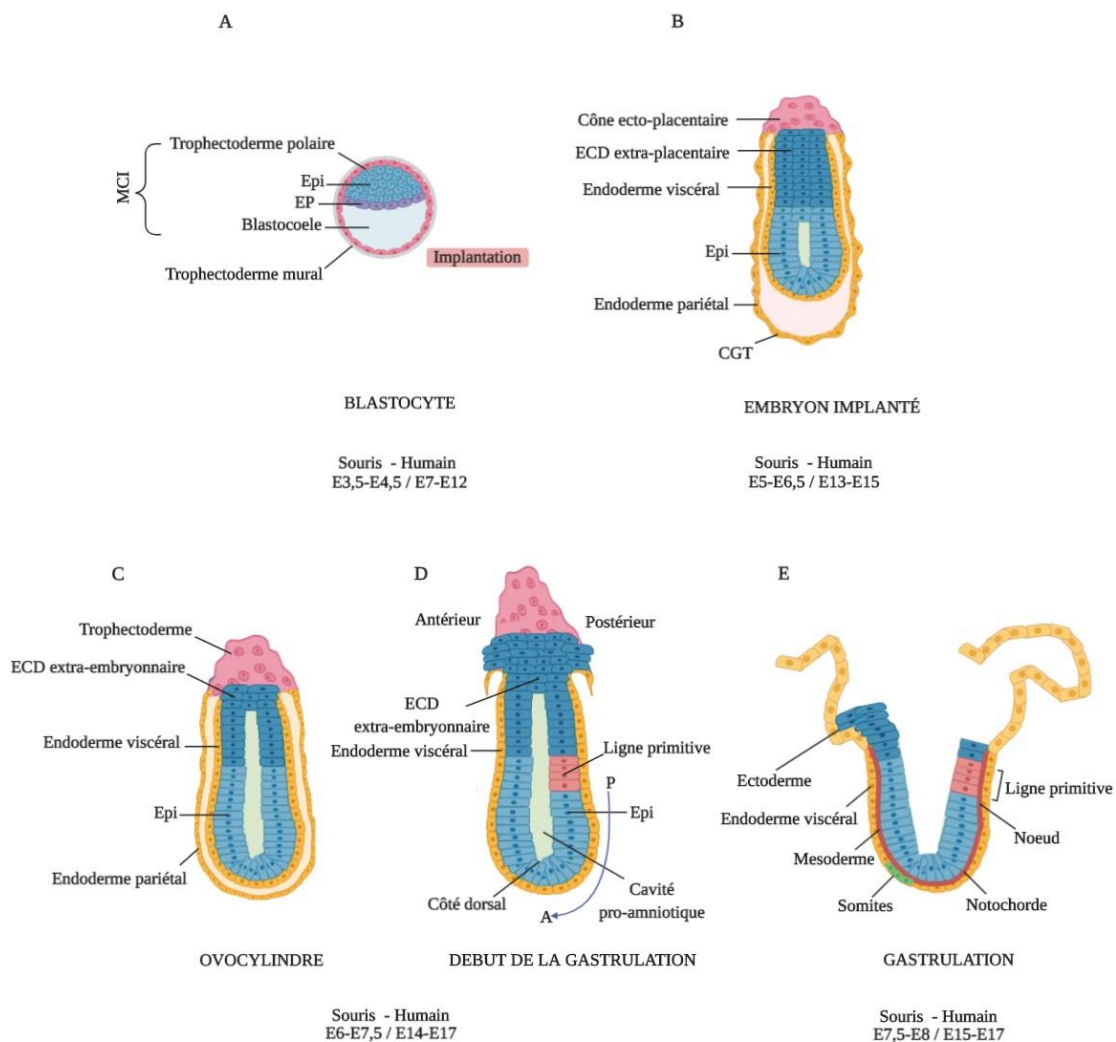 A
MCI
Trophectoderme polaire
Epi
EP
Blastocoele
Trophectoderme mural
Implantation
BLASTOCYTE
Souris - Humain
E3,5-E4,5 / E7-E12
B
Cône ecto-placentaire
ECD extra-placentaire
Endoderme viscéral
Epi
Endoderme pariétal
CGT
EMBRYON IMPLANTÉ
Souris - Humain
E5-E6,5 / E13-E15
C
Trophectoderme
ECD extra-embryonnaire
Endoderme viscéral
Epi
Endoderme pariétal
OVOCYLINDRE
D
Antérieur
Postérieur
ECD
extra-embryonnaire
Endoderme viscéral
Ligne primitive
P
Epi
Côté dorsal
Cavité
pro-amniotique
A
DEBUT DE LA GASTRULATION
Souris - Humain
E6-E7,5 / E14-E17
E
Ectoderme
Endoderme viscéral
Mesoderme
Somites
Ligne primitive
Noeud
Notochorde
GASTRULATION
Souris - Humain
E7,5-E8 / E15-E17